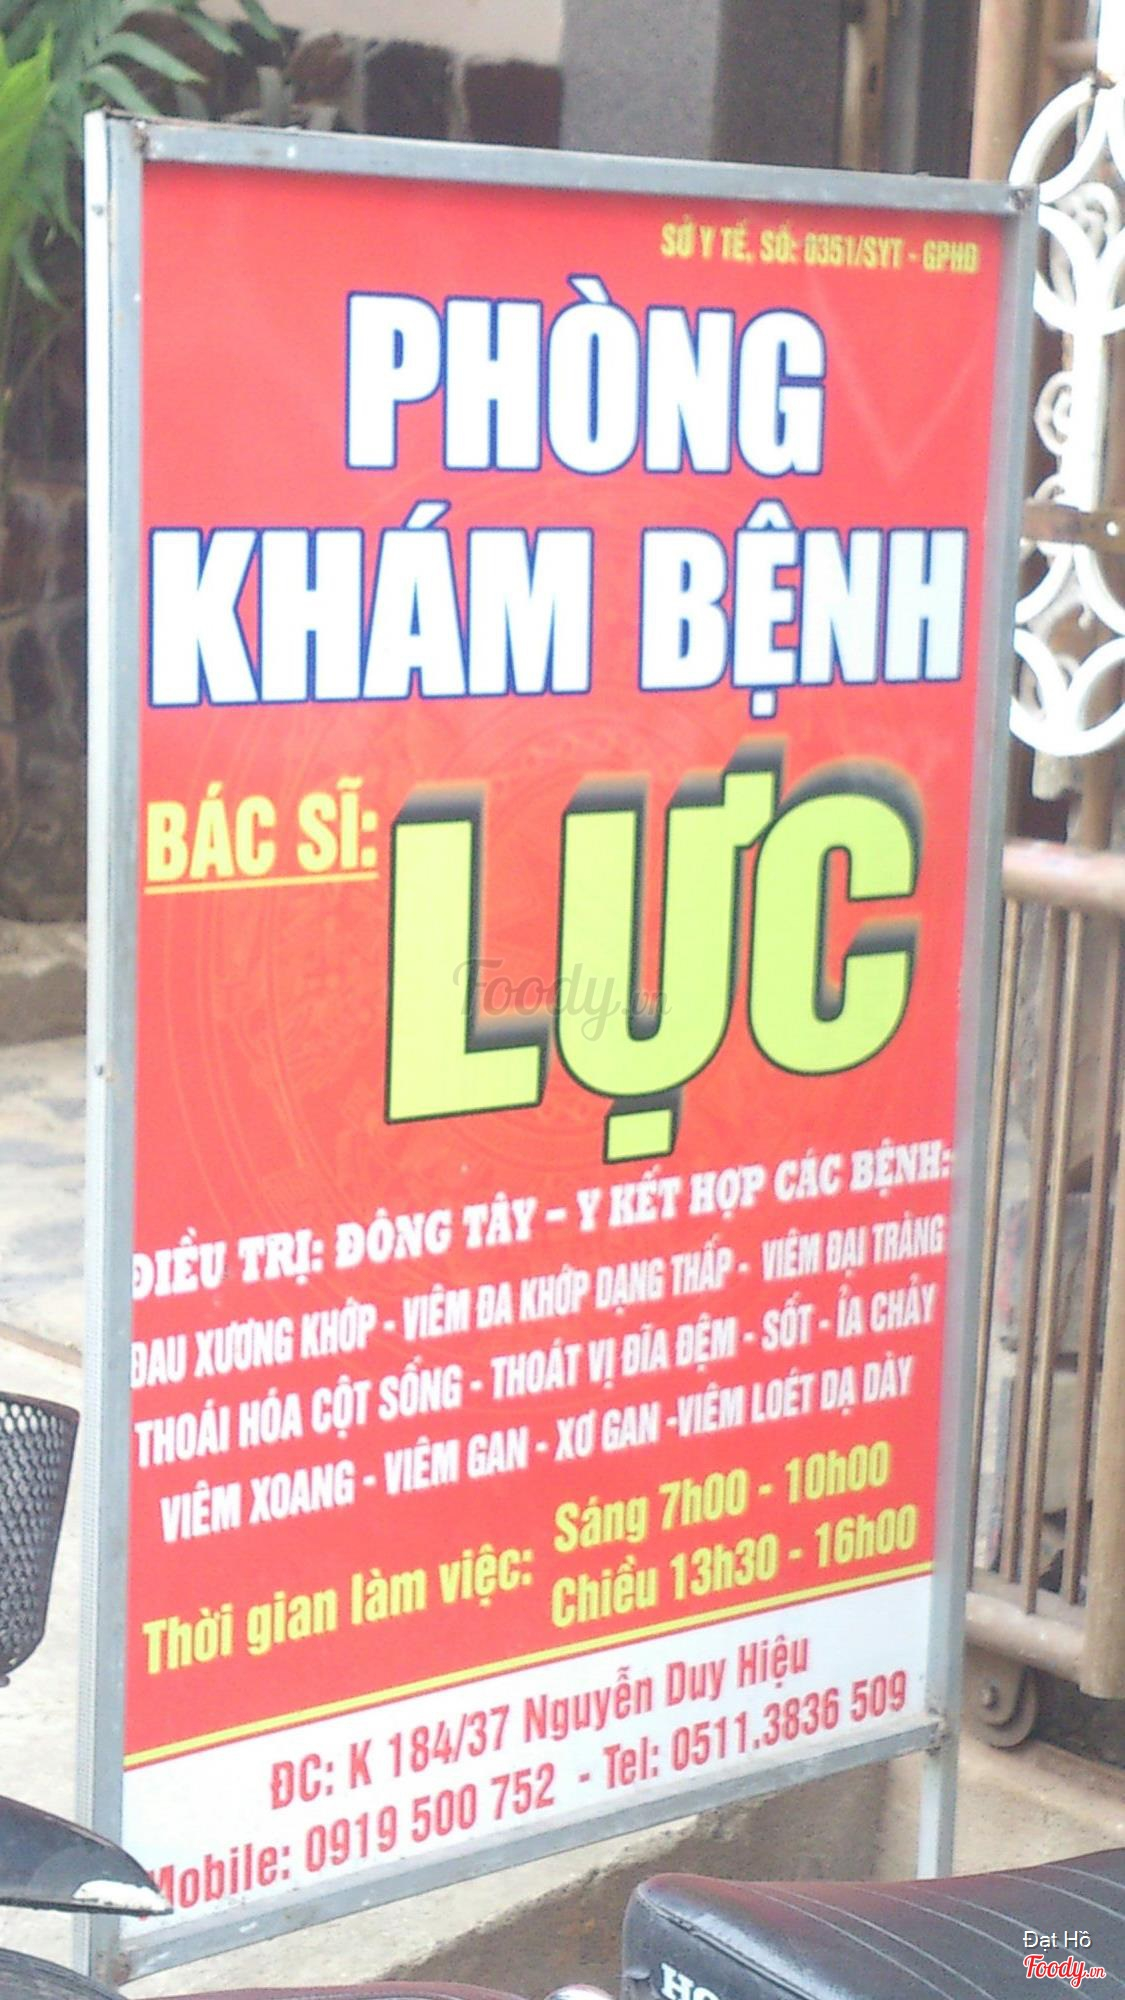 SỞ Y TẾ, SỐ: 0351/SYT - GPHĐ
PHÒNG
KHÁM BỆNH
BÁC SĨ: LỰC
ĐIỀU TRỊ: ĐÔNG TÂY - Y KẾT HỢP CÁC BỆNH:
ĐAU XƯƠNG KHỚP - VIÊM ĐA KHỚP DẠNG THẤP - VIÊM ĐẠI TRÀNG
THOÁI HÓA CỘT SỐNG - THOÁT VỊ ĐĨA ĐỆM - SỐT - ỈA CHẢY
VIÊM XOANG - VIÊM GAN - XƠ GAN -VIÊM LOÉT DẠ DÀY
Thời gian làm việc: Sáng 7h00 - 10h00
Chiều 13h30 - 16h00
ĐC: K 184/37 Nguyễn Duy Hiệu
Mobile: 0919 500 752 - Tel: 0511.3836 509
Foody.vn
Đạt Hồ
Foody.vn